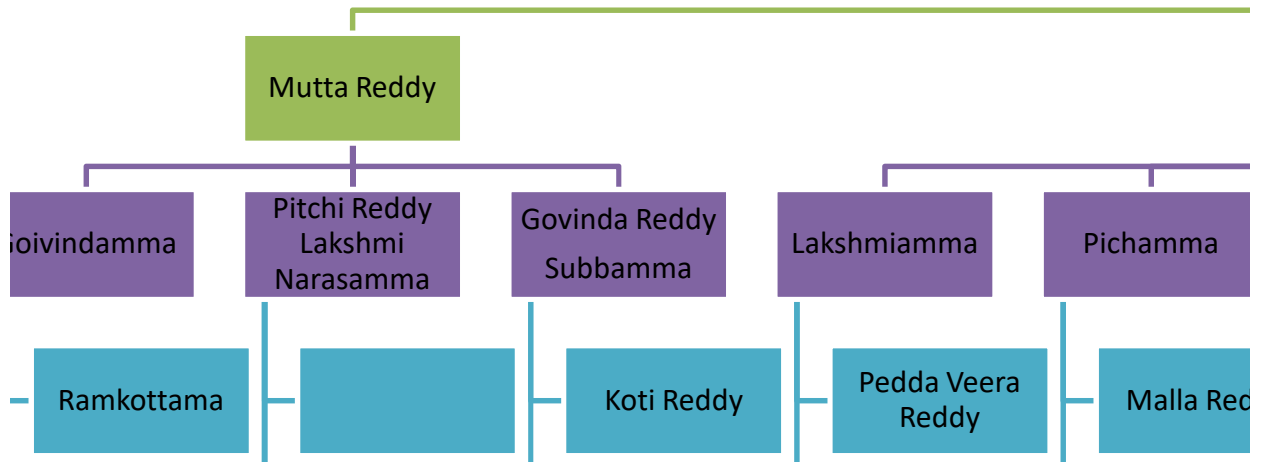 Mutta Reddy
Goivindamma
Pitchi Reddy
Lakshmi
Narasamma
Govinda Reddy
Subbamma
Lakshmiamma
Pichamma
Ramkottama
Koti Reddy
Pedda Veera
Reddy
Malla Red